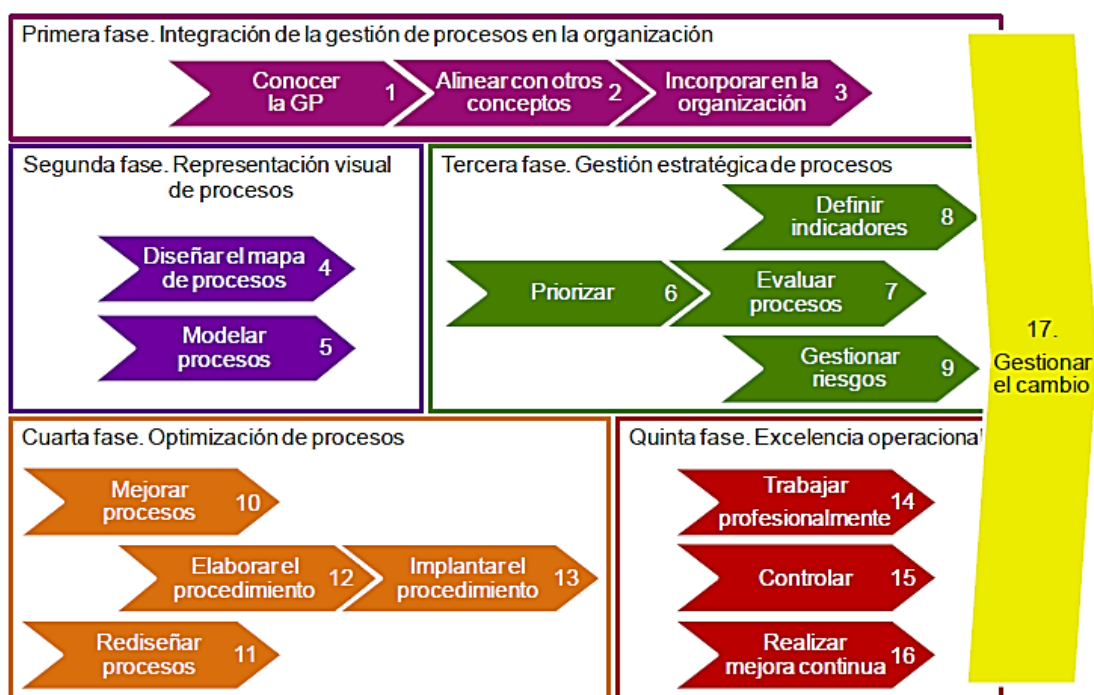 Primera fase. Integración de la gestión de procesos en la organización
Conocer
la GP
1
Alinear con otros
conceptos
2
Incorporar en la
organización
3
Segunda fase. Representación visual
de procesos
Diseñar el mapa
de procesos
4
Modelar
procesos
5
Tercera fase. Gestión estratégica de procesos
Definir
indicadores
8
Priorizar
6
Evaluar
procesos
7
Gestionar
riesgos
9
Cuarta fase. Optimización de procesos
Mejorar
procesos
10
Elaborar el
procedimiento
12
Implantar el
procedimiento
13
Rediseñar
procesos
11
Quinta fase. Excelencia operacional
Trabajar
profesionalmente
14
Controlar
15
Realizar
mejora continua
16
17.
Gestionar
el cambio